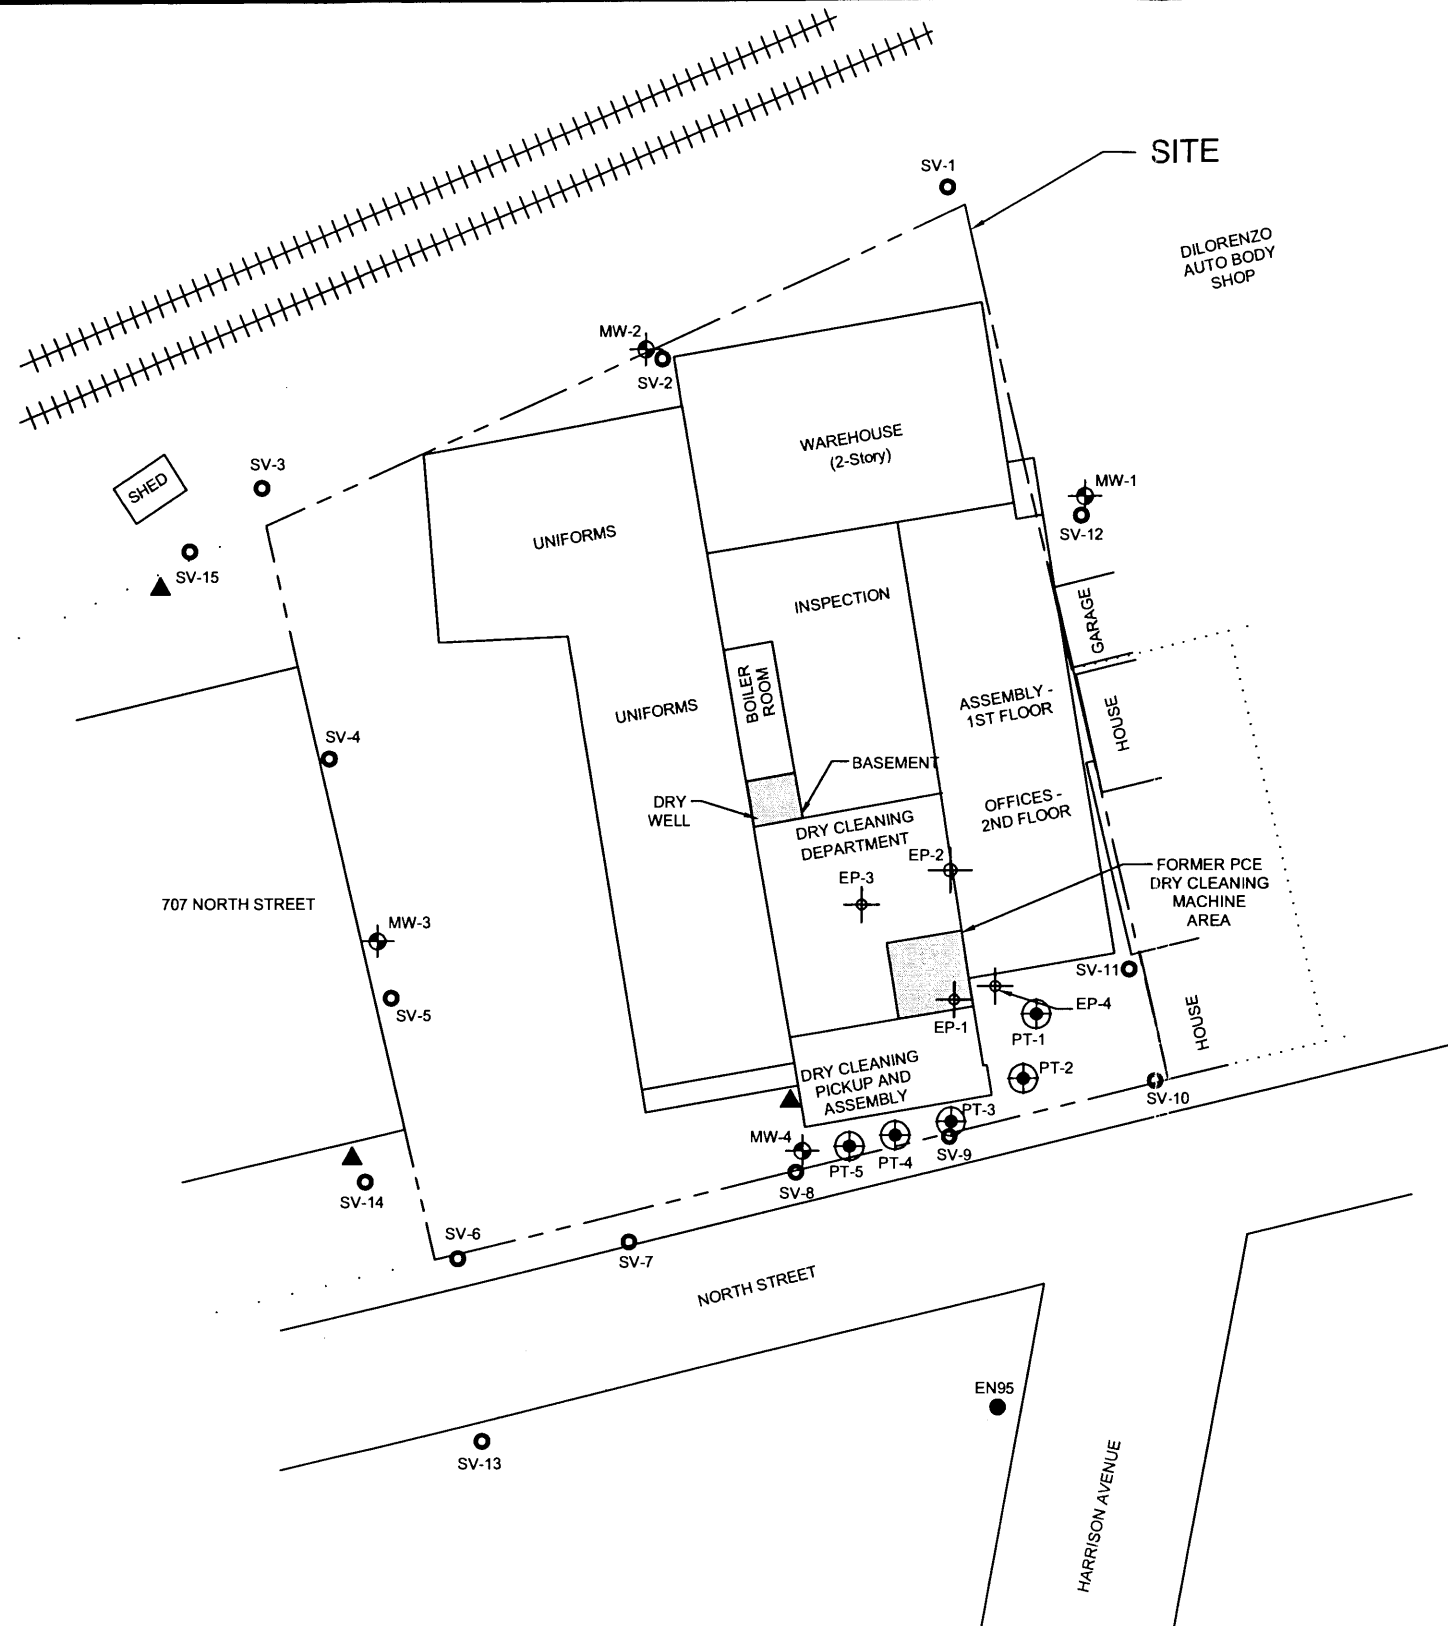 SITE
SV-1
DILORENZO
AUTO BODY
SHOP
MW-2
SV-2
WAREHOUSE
(2-Story)
SV-3
SHED
MW-1
SV-12
UNIFORMS
SV-15
INSPECTION
GARAGE
BOILER
ROOM
UNIFORMS
ASSEMBLY -
1ST FLOOR
HOUSE
SV-4
BASEMENT
DRY
WELL
OFFICES -
2ND FLOOR
DRY CLEANING
DEPARTMENT
EP-2
EP-3
FORMER PCE
DRY CLEANING
MACHINE
AREA
707 NORTH STREET
MW-3
SV-11
SV-5
EP-4
EP-1
PT-1
HOUSE
DRY CLEANING
PICKUP AND
ASSEMBLY
PT-2
SV-10
PT-3
MW-4
PT-5
PT-4
SV-9
SV-8
SV-14
SV-6
SV-7
NORTH STREET
EN95
SV-13
HARRISON AVENUE